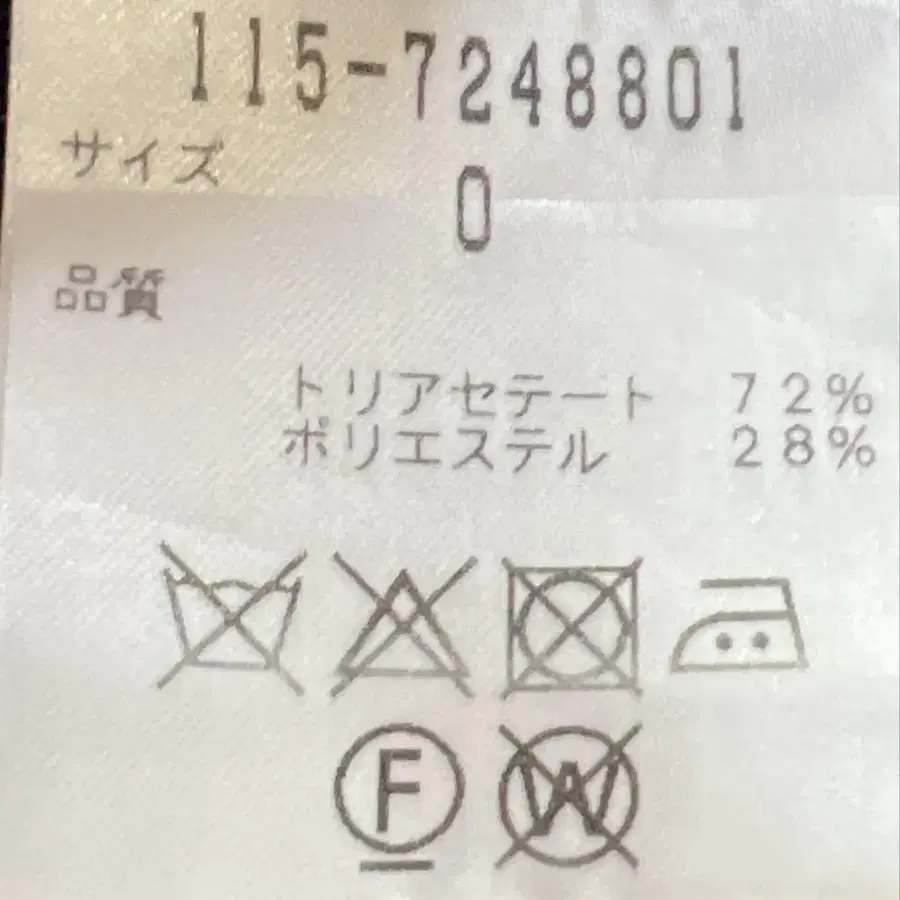 115-7248801
サイズ
0
品質
トリアセテート 72%
ポリエステル 28%
F
W